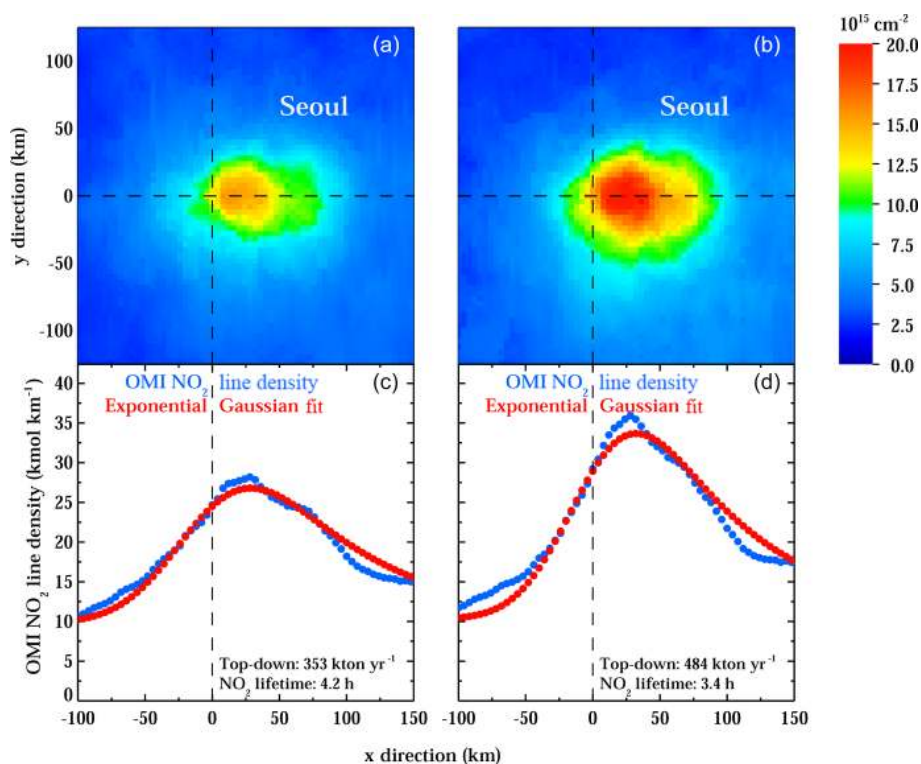 10¹⁵ cm⁻²
(a)
(b)
Seoul
Seoul
y direction (km)
100
50
0
-50
-100
20.0
17.5
15.0
12.5
10.0
7.5
5.0
2.5
0.0
OMI NO₂ line density
Exponential Gaussian fit
(c)
OMI NO₂ line density
Exponential Gaussian fit
(d)
OMI NO₂ line density (kmol km⁻¹)
40
35
30
25
20
15
10
5
0
Top-down: 353 kton yr⁻¹
NO₂ lifetime: 4.2 h
Top-down: 484 kton yr⁻¹
NO₂ lifetime: 3.4 h
-100 -50 0 50 100 150
-100 -50 0 50 100 150
x direction (km)